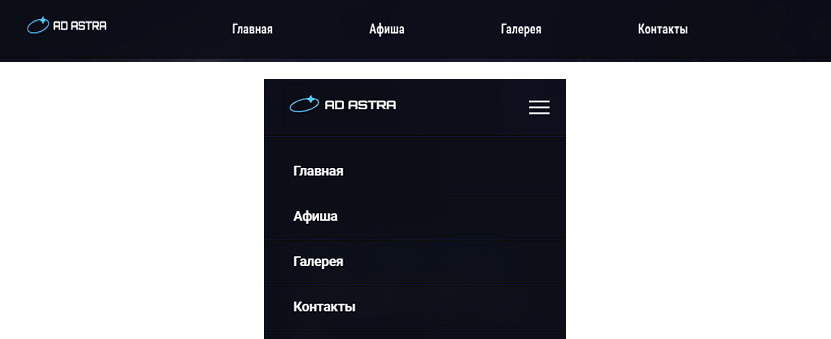 AD ASTRA Главная Афиша Галерея Контакты
AD ASTRA
Главная
Афиша
Галерея
Контакты